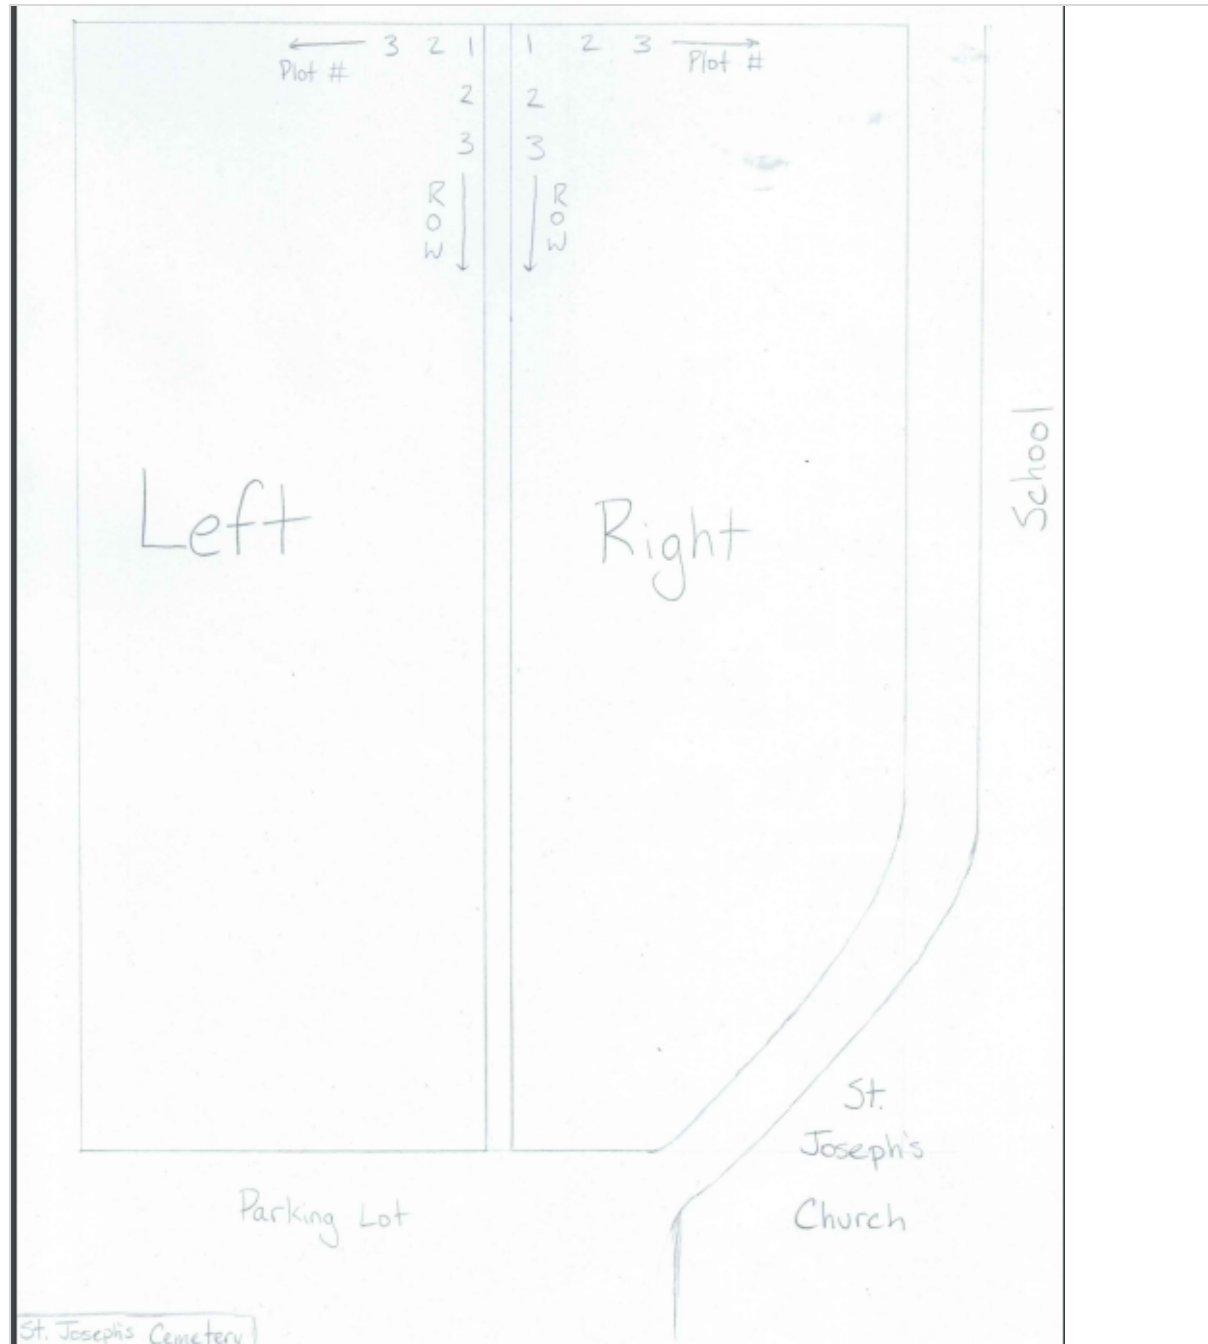 3 2 1 1 2 3
Plot # Plot #
2 2
3 3
ROW ROW
Left
Right
School
St.
Joseph's
Church
Parking Lot
St. Joseph's Cemetery